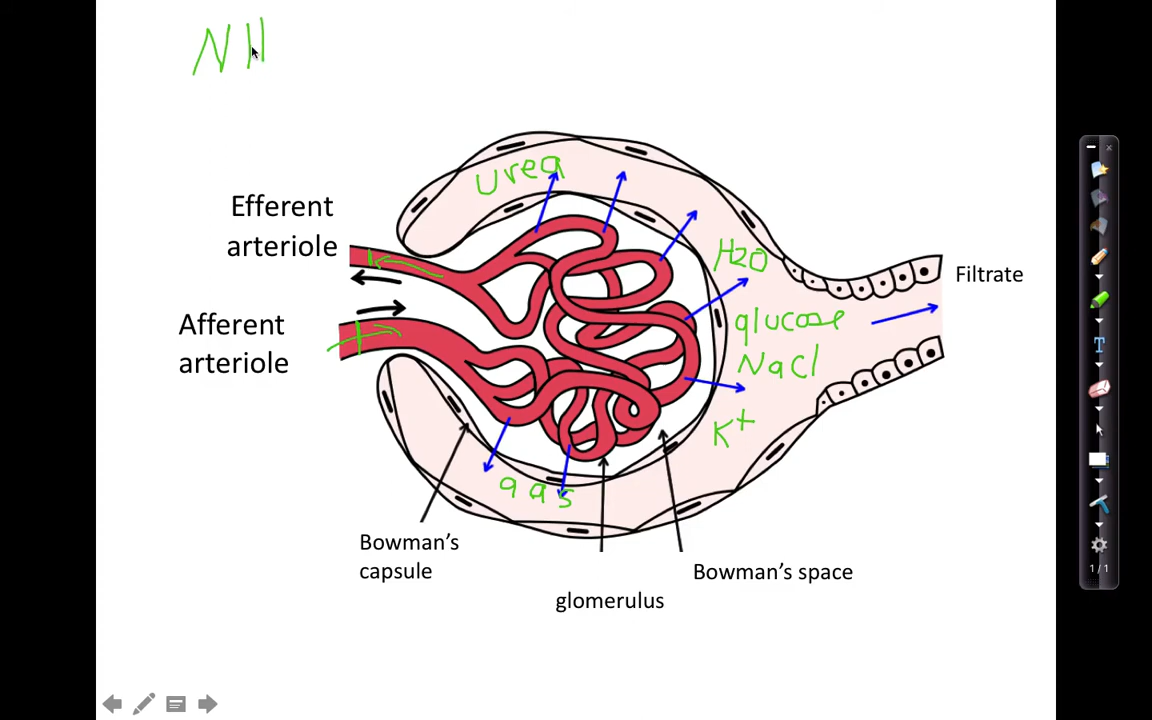 NH
urea
Efferent
arteriole
H2O
Filtrate
Afferent
arteriole
glucose
NaCl
K+
aas
Bowman's
capsule
Bowman's space
glomerulus
1/1